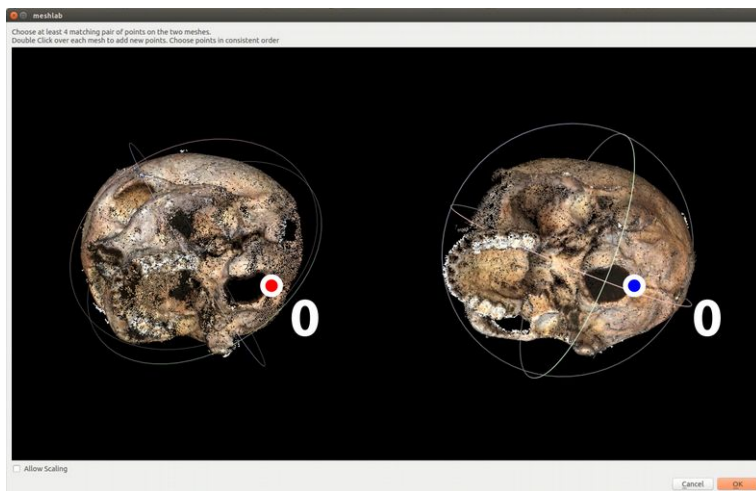 meshlab
Choose at least 4 matching pair of points on the two meshes.
Double Click over each mesh to add new points. Choose points in consistent order
0
0
Allow Scaling
Cancel
OK